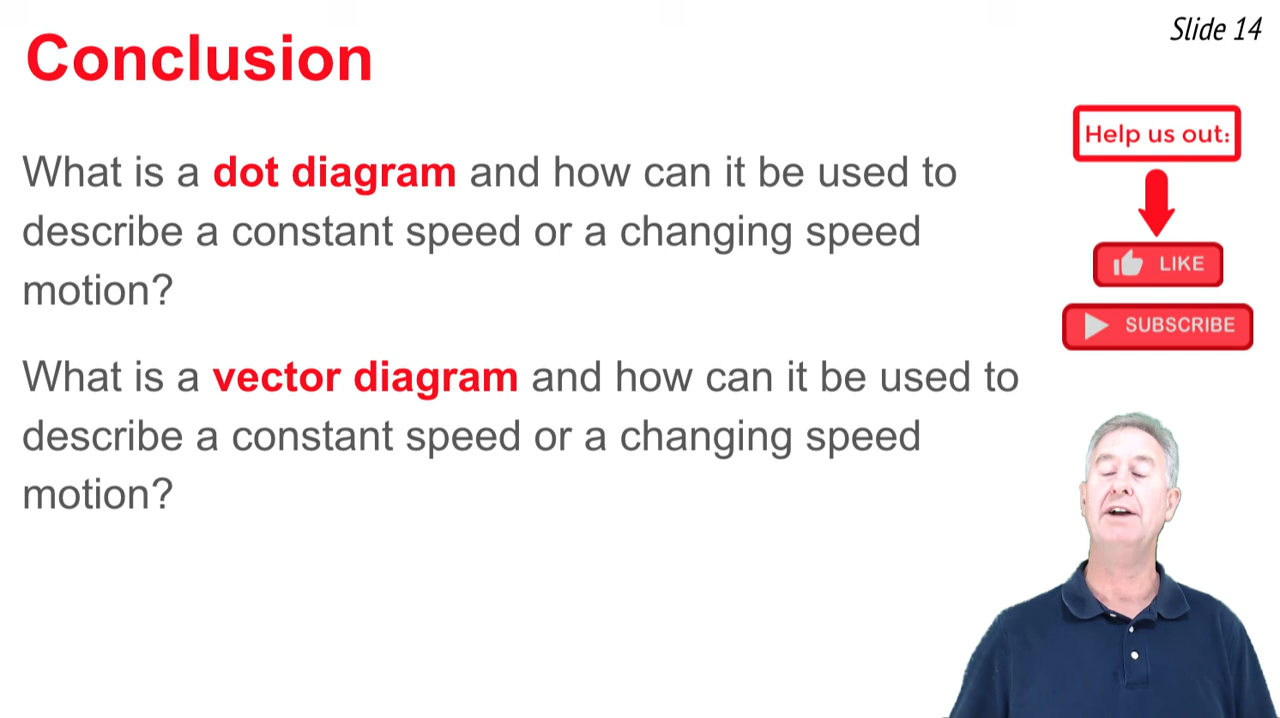 Slide 14
Conclusion
What is a dot diagram and how can it be used to
describe a constant speed or a changing speed
motion?
What is a vector diagram and how can it be used to
describe a constant speed or a changing speed
motion?
Help us out:
LIKE
SUBSCRIBE